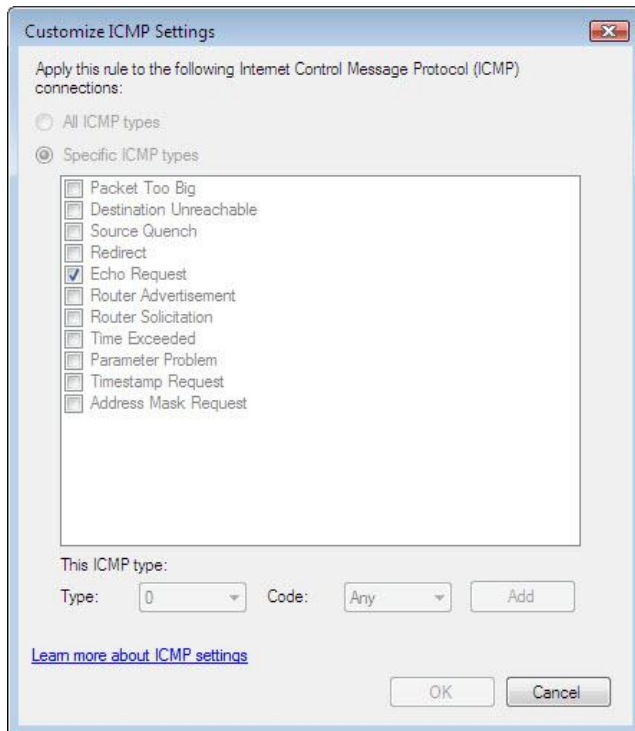 Customize ICMP Settings
Apply this rule to the following Internet Control Message Protocol (ICMP)
connections:
All ICMP types
Specific ICMP types
Packet Too Big
Destination Unreachable
Source Quench
Redirect
Echo Request
Router Advertisement
Router Solicitation
Time Exceeded
Parameter Problem
Timestamp Request
Address Mask Request
This ICMP type:
Type: 0 Code: Any Add
Learn more about ICMP settings
OK Cancel